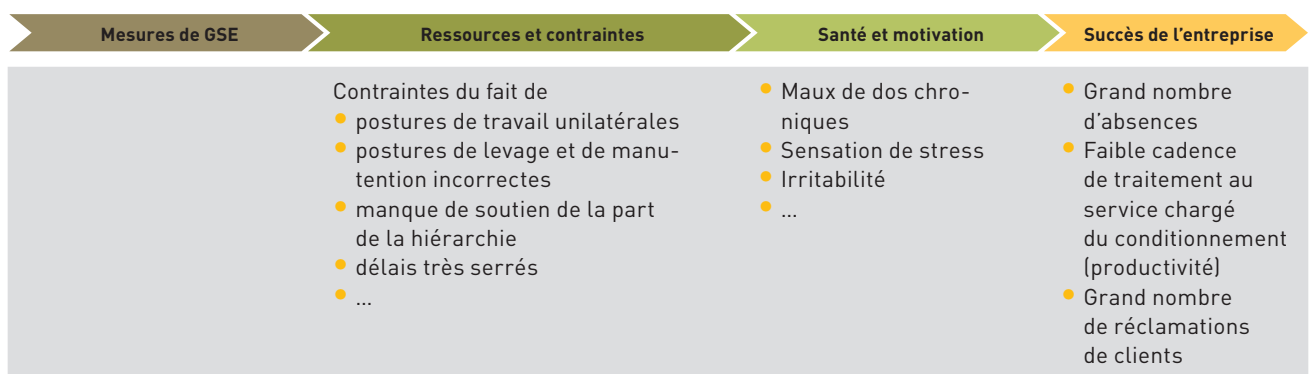 Mesures de GSE
Ressources et contraintes
Santé et motivation
Succès de l'entreprise
Contraintes du fait de
• postures de travail unilatérales
• postures de levage et de manu-
tention incorrectes
• manque de soutien de la part
de la hiérarchie
• délais très serrés
• ...
• Maux de dos chro-
niques
• Sensation de stress
• Irritabilité
• ...
• Grand nombre
d'absences
• Faible cadence
de traitement au
service chargé
du conditionnement
(productivité)
• Grand nombre
de réclamations
de clients